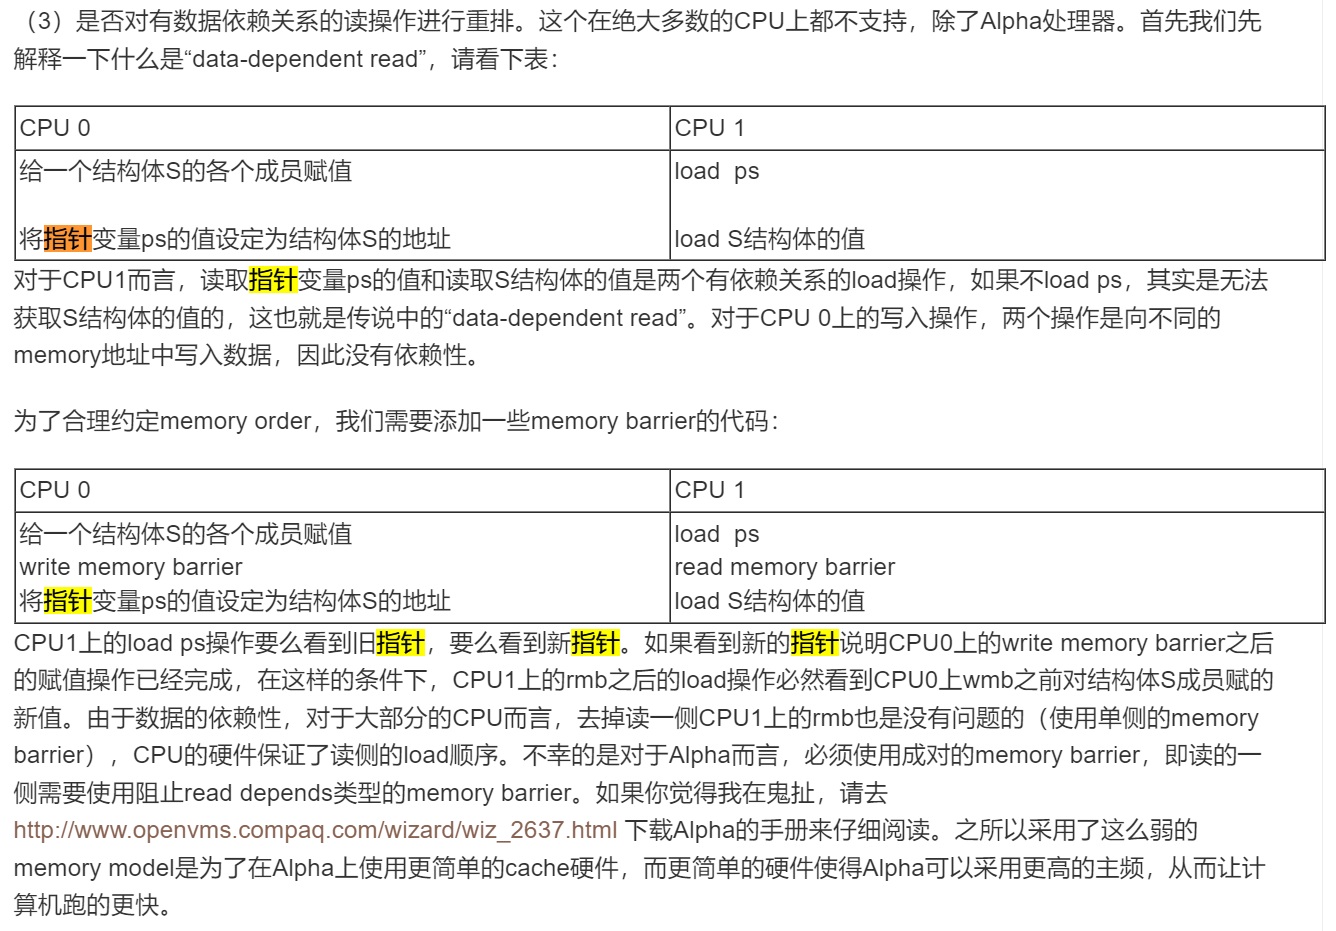 （3）是否对有数据依赖关系的读操作进行重排。这个在绝大多数的CPU上都不支持，除了Alpha处理器。首先我们先
解释一下什么是“data-dependent read”，请看下表：
CPU 0
CPU 1
给一个结构体S的各个成员赋值
load  ps
将指针变量ps的值设定为结构体S的地址
load S结构体的值
对于CPU1而言，读取指针变量ps的值和读取S结构体的值是两个有依赖关系的load操作，如果不load ps，其实是无法
获取S结构体的值的，这也就是传说中的“data-dependent read”。对于CPU 0上的写入操作，两个操作是向不同的
memory地址中写入数据，因此没有依赖性。
为了合理约定memory order，我们需要添加一些memory barrier的代码：
CPU 0
CPU 1
给一个结构体S的各个成员赋值
load  ps
write memory barrier
read memory barrier
将指针变量ps的值设定为结构体S的地址
load S结构体的值
CPU1上的load ps操作要么看到旧指针，要么看到新指针。如果看到新的指针说明CPU0上的write memory barrier之后
的赋值操作已经完成，在这样的条件下，CPU1上的rmb之后的load操作必然看到CPU0上wmb之前对结构体S成员赋的
新值。由于数据的依赖性，对于大部分的CPU而言，去掉读一侧CPU1上的rmb也是没有问题的（使用单侧的memory
barrier），CPU的硬件保证了读侧的load顺序。不幸的是对于Alpha而言，必须使用成对的memory barrier，即读的一
侧需要使用阻止read depends类型的memory barrier。如果你觉得我在鬼扯，请去
http://www.openvms.compaq.com/wizard/wiz_2637.html 下载Alpha的手册来仔细阅读。之所以采用了这么弱的
memory model是为了在Alpha上使用更简单的cache硬件，而更简单的硬件使得Alpha可以采用更高的主频，从而让计
算机跑的更快。